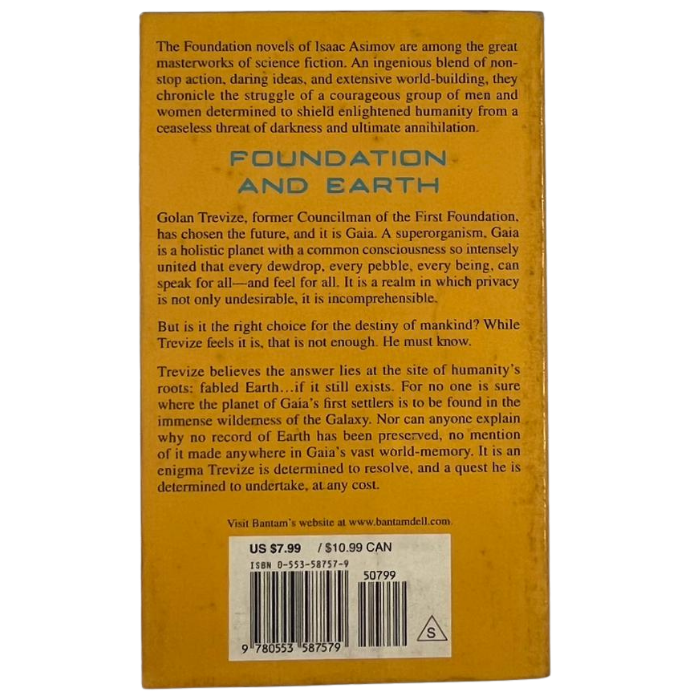 The Foundation novels of Isaac Asimov are among the great
masterworks of science fiction. An ingenious blend of non-
stop action, daring ideas, and extensive world-building, they
chronicle the struggle of a courageous group of men and
women determined to shield enlightened humanity from a
ceaseless threat of darkness and ultimate annihilation.
FOUNDATION
AND EARTH
Golan Trevize, former Councilman of the First Foundation,
has chosen the future, and it is Gaia. A superorganism, Gaia
is a holistic planet with a common consciousness so intensely
united that every dewdrop, every pebble, every being, can
speak for all—and feel for all. It is a realm in which privacy
is not only undesirable, it is incomprehensible.
But is it the right choice for the destiny of mankind? While
Trevize feels it is, that is not enough. He must know.
Trevize believes the answer lies at the site of humanity's
roots: fabled Earth...if it still exists. For no one is sure
where the planet of Gaia's first settlers is to be found in the
immense wilderness of the Galaxy. Nor can anyone explain
why no record of Earth has been preserved, no mention
of it made anywhere in Gaia's vast world-memory. It is an
enigma Trevize is determined to resolve, and a quest he is
determined to undertake, at any cost.
Visit Bantam's website at www.bantamdell.com
US $7.99 / $10.99 CAN
ISBN 0-553-58757-9
50799
9 780553 587579
S